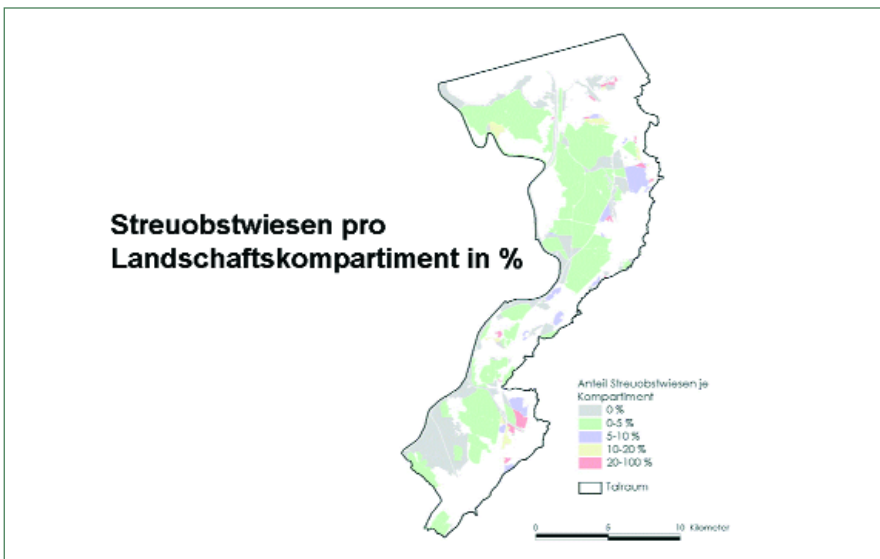 Streuobstwiesen pro
Landschaftskompartiment in %
Anteil Streuobstwiesen je
Kompartiment
0 %
0-5 %
5-10 %
10-20 %
20-100 %
Talraum
0 5 10 Kilometer